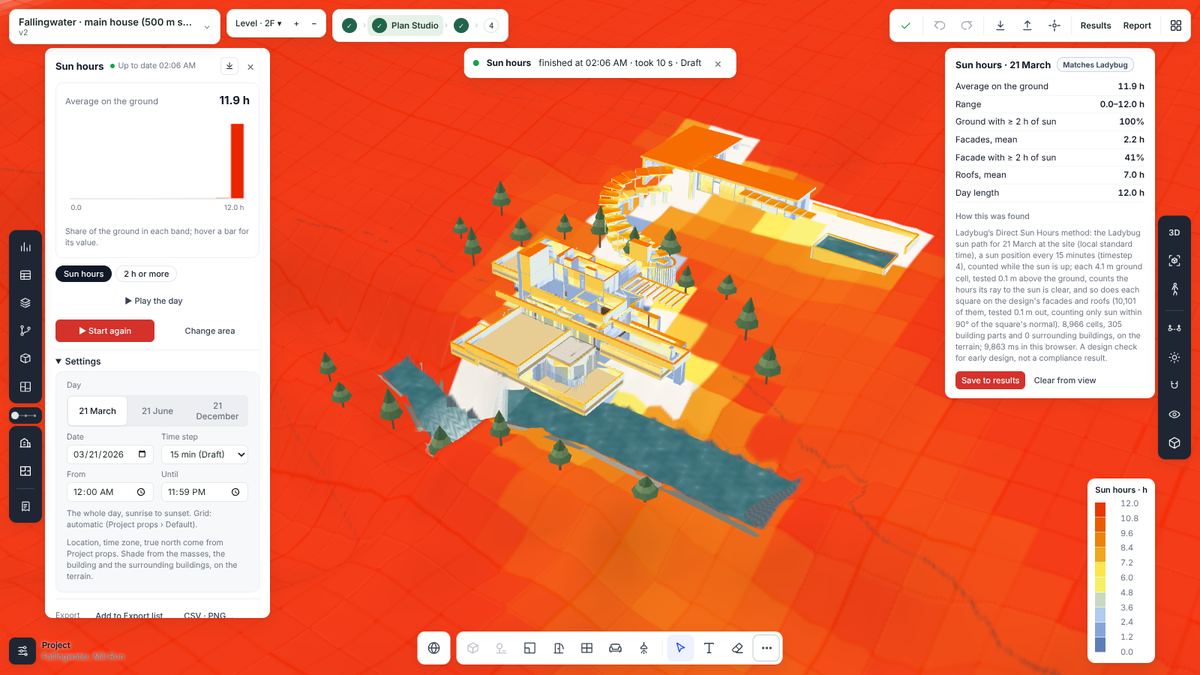 Fallingwater · main house (500 m s...
v2
Level · 2F ▾ + −
Plan Studio
4
Results
Report
Sun hours
Up to date 02:06 AM
Average on the ground
11.9 h
0.0
12.0 h
Share of the ground in each band; hover a bar for
its value.
Sun hours
2 h or more
▶ Play the day
▶ Start again
Change area
▼ Settings
Day
21 March
21 June
21
December
Date
Time step
03/21/2026
15 min (Draft)
From
Until
12:00 AM
11:59 PM
The whole day, sunrise to sunset. Grid:
automatic (Project props › Default).
Location, time zone, true north come from
Project props. Shade from the masses, the
building and the surrounding buildings, on the
terrain.
Export
Add to Export list
CSV · PNG
Project
Fallingwater, Mill Run
Sun hours finished at 02:06 AM · took 10 s · Draft
Sun hours · 21 March
Matches Ladybug
Average on the ground 11.9 h
Range 0.0–12.0 h
Ground with ≥ 2 h of sun 100%
Facades, mean 2.2 h
Facade with ≥ 2 h of sun 41%
Roofs, mean 7.0 h
Day length 12.0 h
How this was found
Ladybug's Direct Sun Hours method: the Ladybug
sun path for 21 March at the site (local standard
time), a sun position every 15 minutes (timestep
4), counted while the sun is up; each 4.1 m ground
cell, tested 0.1 m above the ground, counts the
hours its ray to the sun is clear, and so does each
square on the design's facades and roofs (10,101
of them, tested 0.1 m out, counting only sun within
90° of the square's normal). 8,966 cells, 305
building parts and 0 surrounding buildings, on the
terrain; 9,863 ms in this browser. A design check
for early design, not a compliance result.
Save to results
Clear from view
3D
Sun hours · h
12.0
10.8
9.6
8.4
7.2
6.0
4.8
3.6
2.4
1.2
0.0